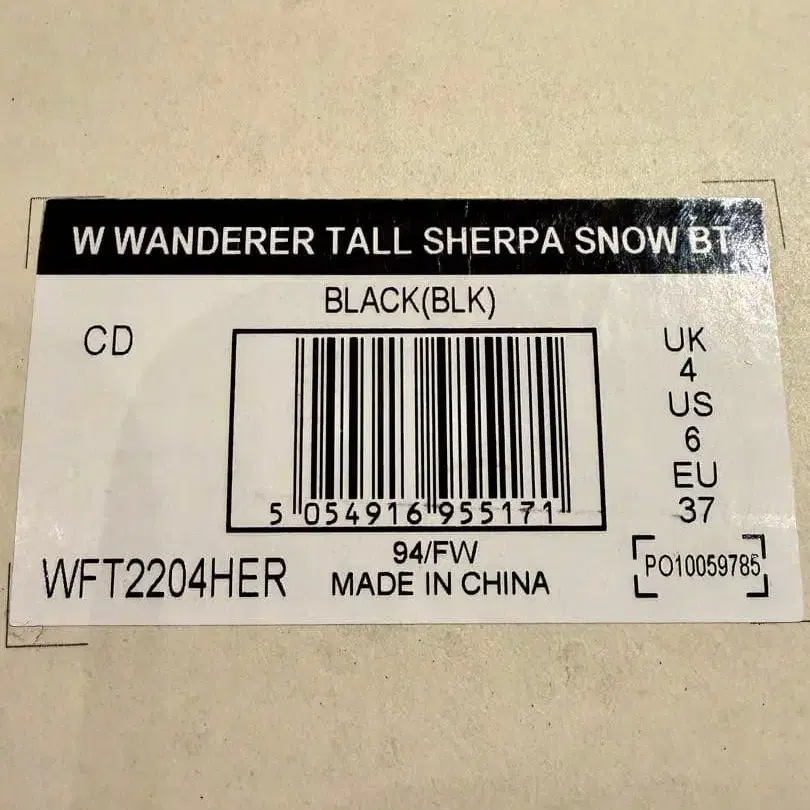 W WANDERER TALL SHERPA SNOW BT
BLACK(BLK)
CD
UK
4
US
6
EU
37
5 054916 955171
94/FW
WFT2204HER
MADE IN CHINA
PO10059785